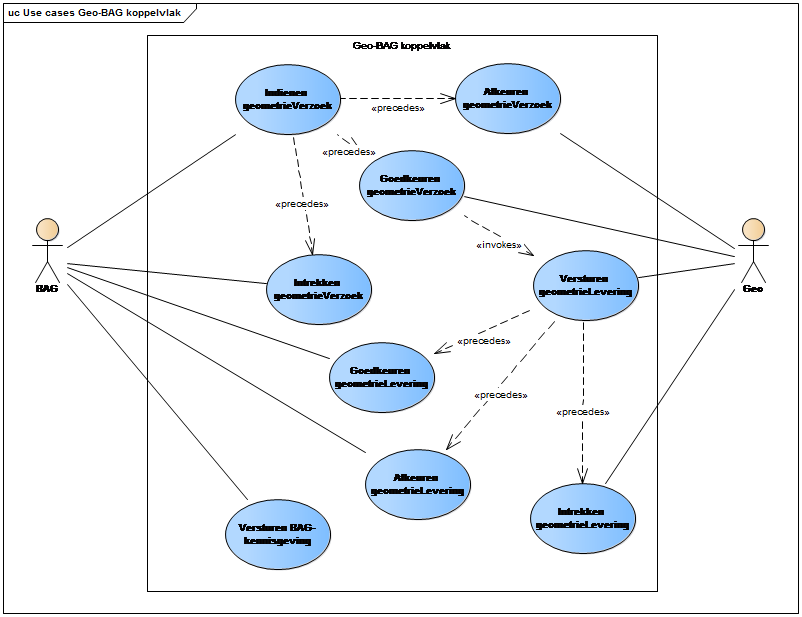 uc Use cases Geo-BAG koppelvlak
Geo-BAG koppelvlak
Indienen
geometrieVerzoek
«precedes»
Afkeuren
geometrieVerzoek
«precedes»
Goedkeuren
geometrieVerzoek
«precedes»
«invokes»
BAG
Geo
Intrekken
geometrieVerzoek
Versturen
geometrieLevering
«precedes»
Goedkeuren
geometrieLevering
«precedes»
«precedes»
Afkeuren
geometrieLevering
Intrekken
geometrieLevering
Versturen BAG-
kennisgeving